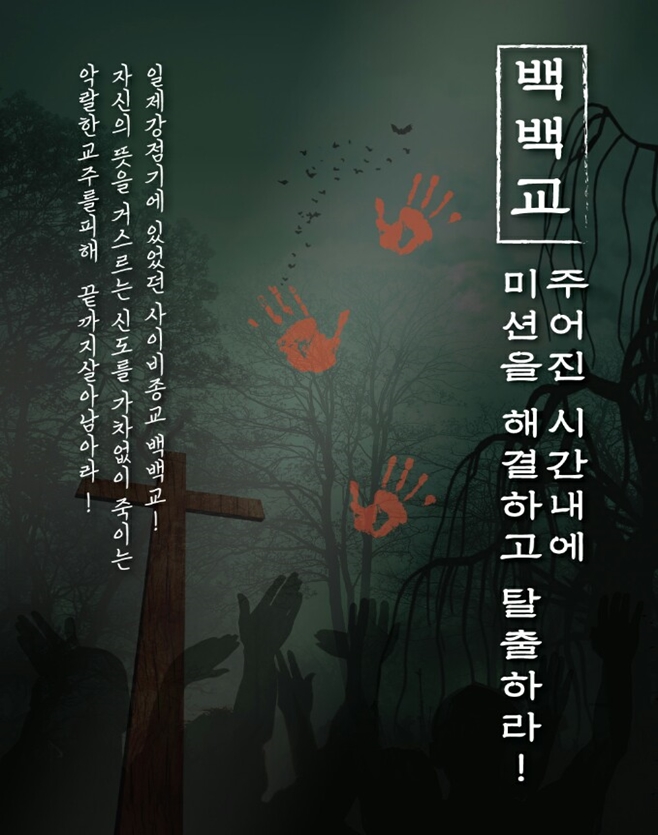 백백교
주어진 시간내에
미션을 해결하고 탈출하라!
일제강점기에 있었던 사이비종교 백백교!
자신의 뜻을 거스르는 신도를 가차없이 죽이는
악랄한교주를피해 끝까지살아남아라!